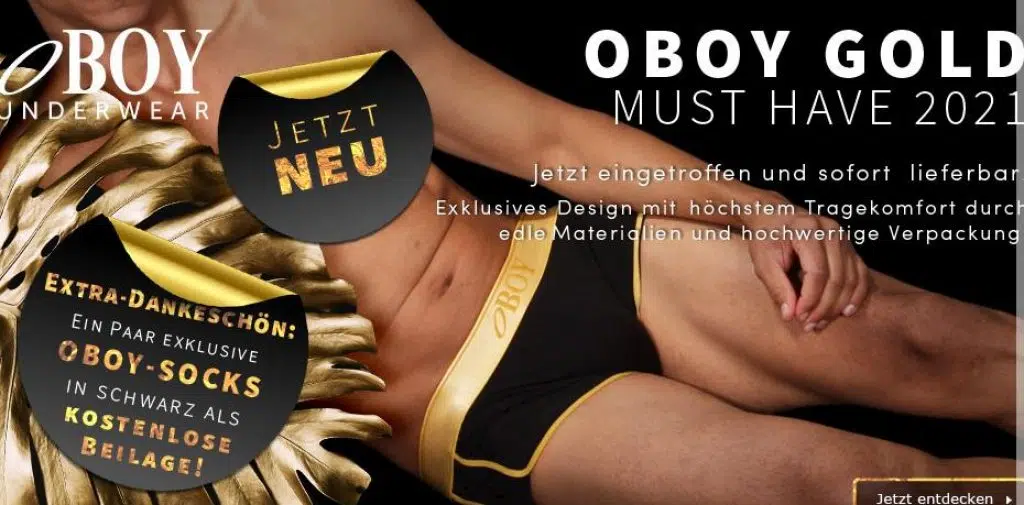 OBOY
UNDERWEAR
JETZT
NEU
OBOY GOLD
MUST HAVE 2021
Jetzt eingetroffen und sofort lieferbar.
Exklusives Design mit höchstem Tragekomfort durch
edle Materialien und hochwertige Verpackung
EXTRA-DANKESCHÖN:
EIN PAAR EXKLUSIVE
OBOY-SOCKS
IN SCHWARZ ALS
KOSTENLOSE
BEILAGE!
OBOY
Jetzt entdecken